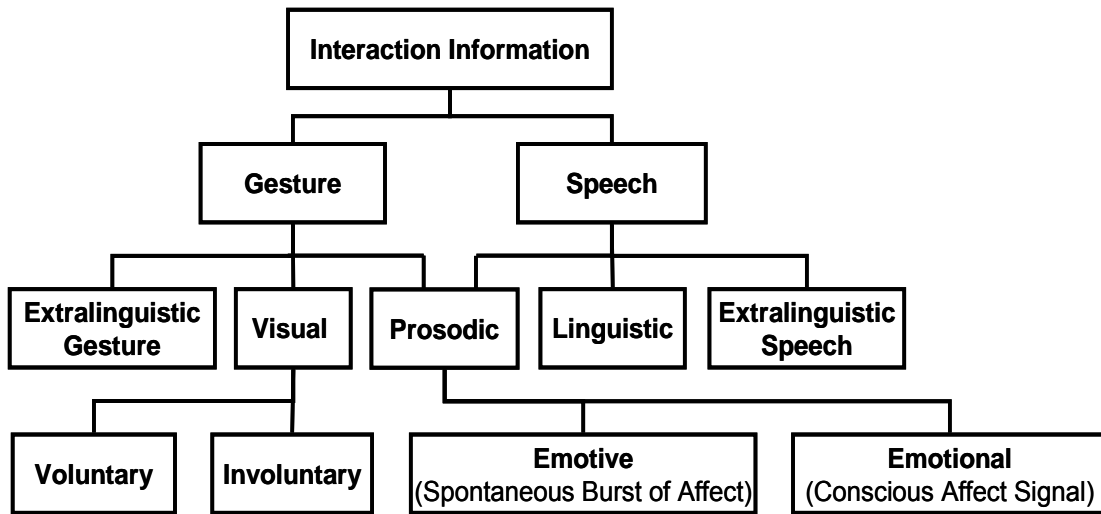 Interaction Information
Gesture
Speech
Extralinguistic
Gesture
Visual
Prosodic
Linguistic
Extralinguistic
Speech
Voluntary
Involuntary
Emotive
(Spontaneous Burst of Affect)
Emotional
(Conscious Affect Signal)